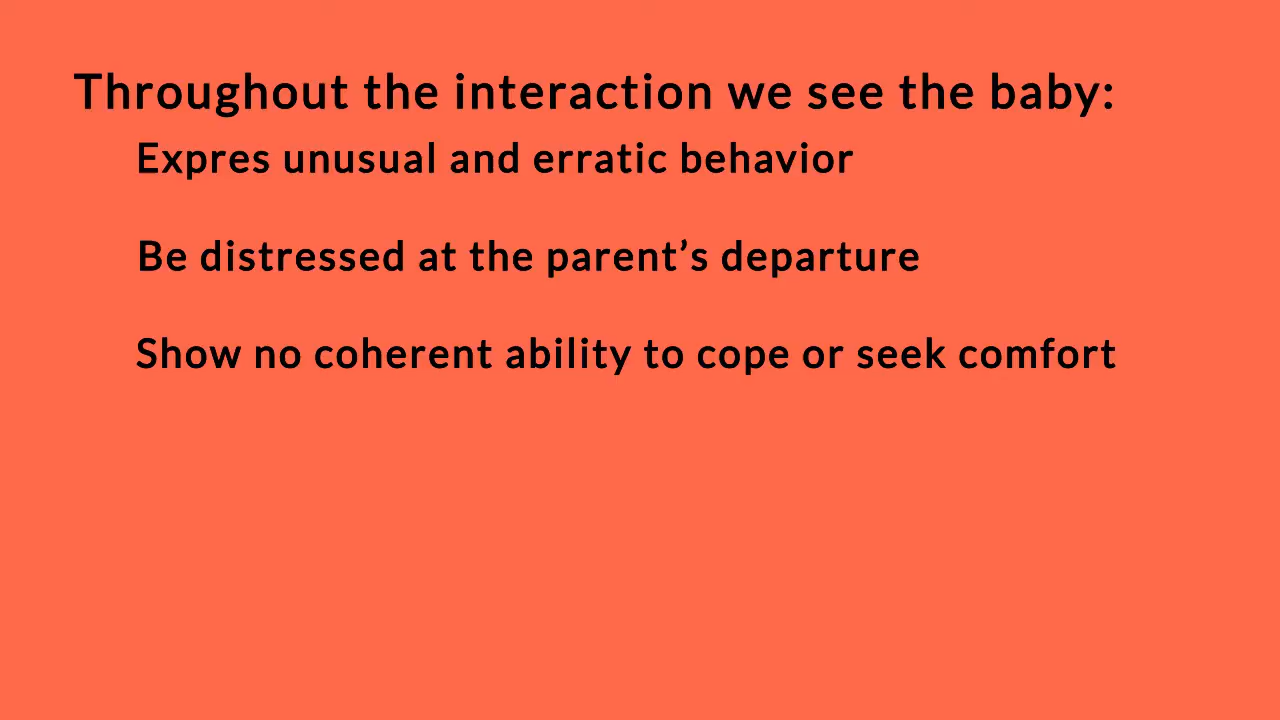 Throughout the interaction we see the baby:
Expres unusual and erratic behavior
Be distressed at the parent’s departure
Show no coherent ability to cope or seek comfort